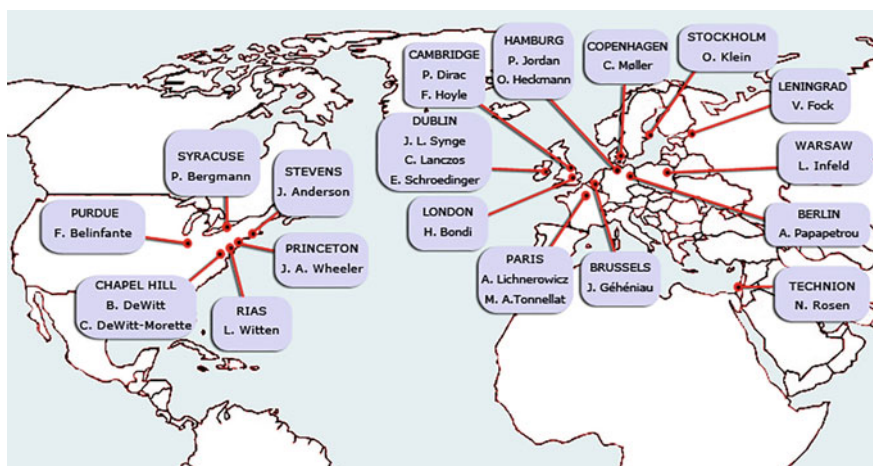 CAMBRIDGE
P. Dirac
F. Hoyle
HAMBURG
P. Jordan
O. Heckmann
COPENHAGEN
C. Møller
STOCKHOLM
O. Klein
LENINGRAD
V. Fock
DUBLIN
J. L. Synge
C. Lanczos
E. Schroedinger
SYRACUSE
P. Bergmann
STEVENS
J. Anderson
WARSAW
L. Infeld
PURDUE
F. Belinfante
PRINCETON
J. A. Wheeler
LONDON
H. Bondi
BERLIN
A. Papapetrou
CHAPEL HILL
B. DeWitt
C. DeWitt-Morette
RIAS
L. Witten
PARIS
A. Lichnerowicz
M. A.Tonnellat
BRUSSELS
J. Géhéniau
TECHNION
N. Rosen